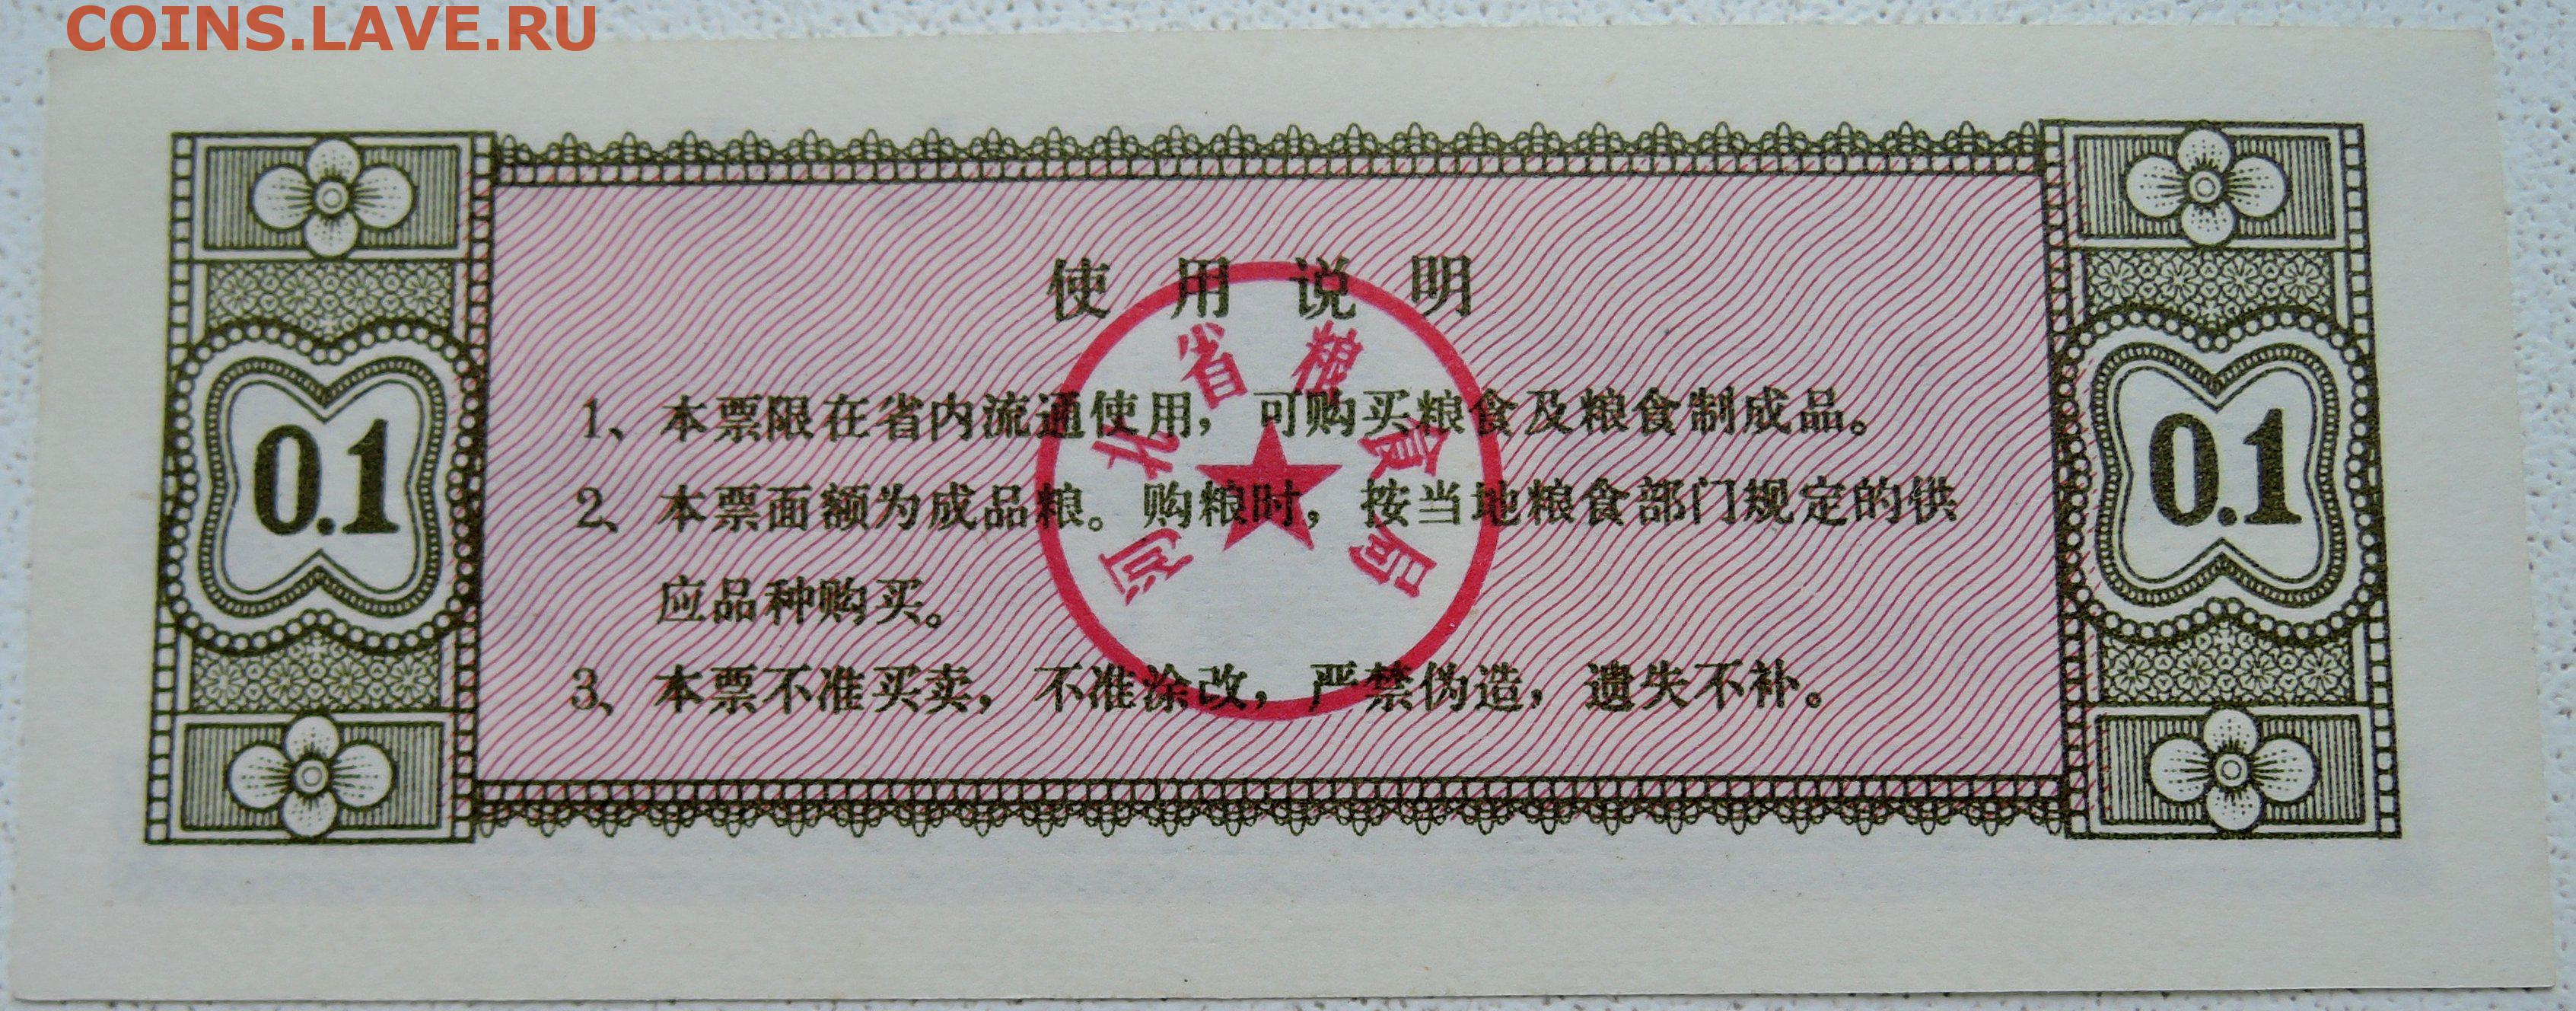 COINS.LAVE.RU
使用说明
河北省粮食局
1、本票限在省内流通使用，可购买粮食及粮食制成品。
2、本票面额为成品粮。购粮时，按当地粮食部门规定的供
应品种购买。
3、本票不准买卖，不准涂改，严禁伪造，遗失不补。
0.1
0.1